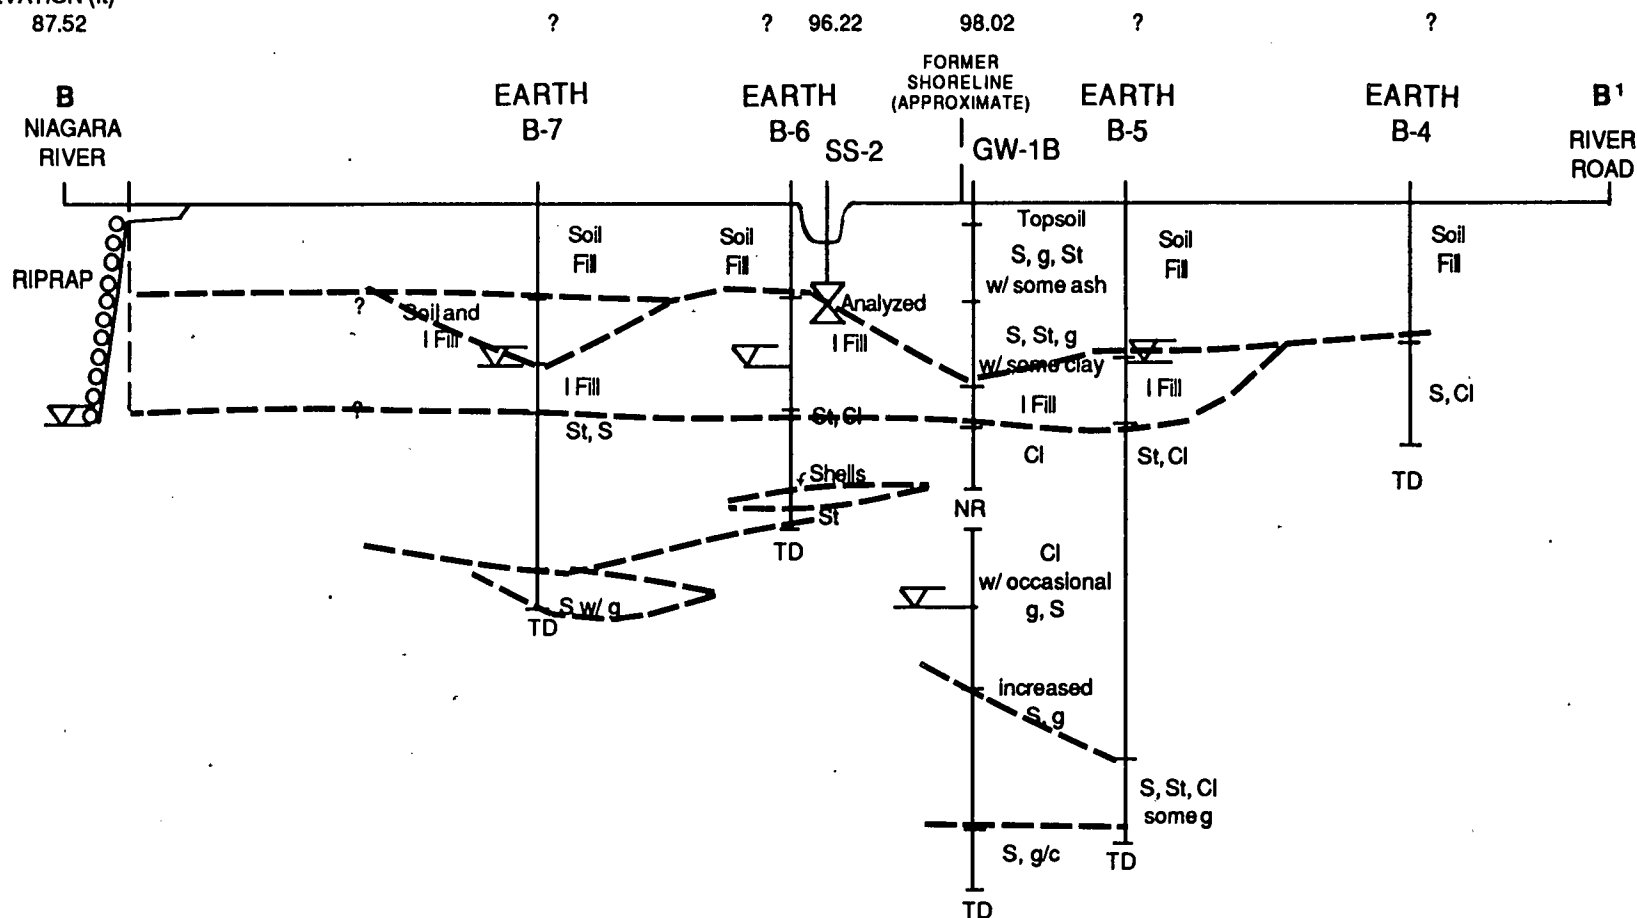 VATION (ft)
87.52 ? ? 96.22 98.02 ? ?
FORMER
SHORELINE
(APPROXIMATE)
B
NIAGARA
RIVER
EARTH
B-7
EARTH
B-6
SS-2
GW-1B
EARTH
B-5
EARTH
B-4
B¹
RIVER
ROAD
RIPRAP
Soil
Fill
Soil
Fill
Topsoil
S, g, St
w/ some ash
Soil
Fill
Soil
Fill
?
Soil and
I Fill
Analyzed
I Fill
S, St, g
w/ some clay
I Fill
I Fill
I Fill
S, Cl
?
St, S
St, Cl
Cl
St, Cl
TD
Shells
St
TD
NR
Cl
w/ occasional
g, S
S w/ g
TD
increased
S, g
S, St, Cl
some g
S, g/c
TD
TD